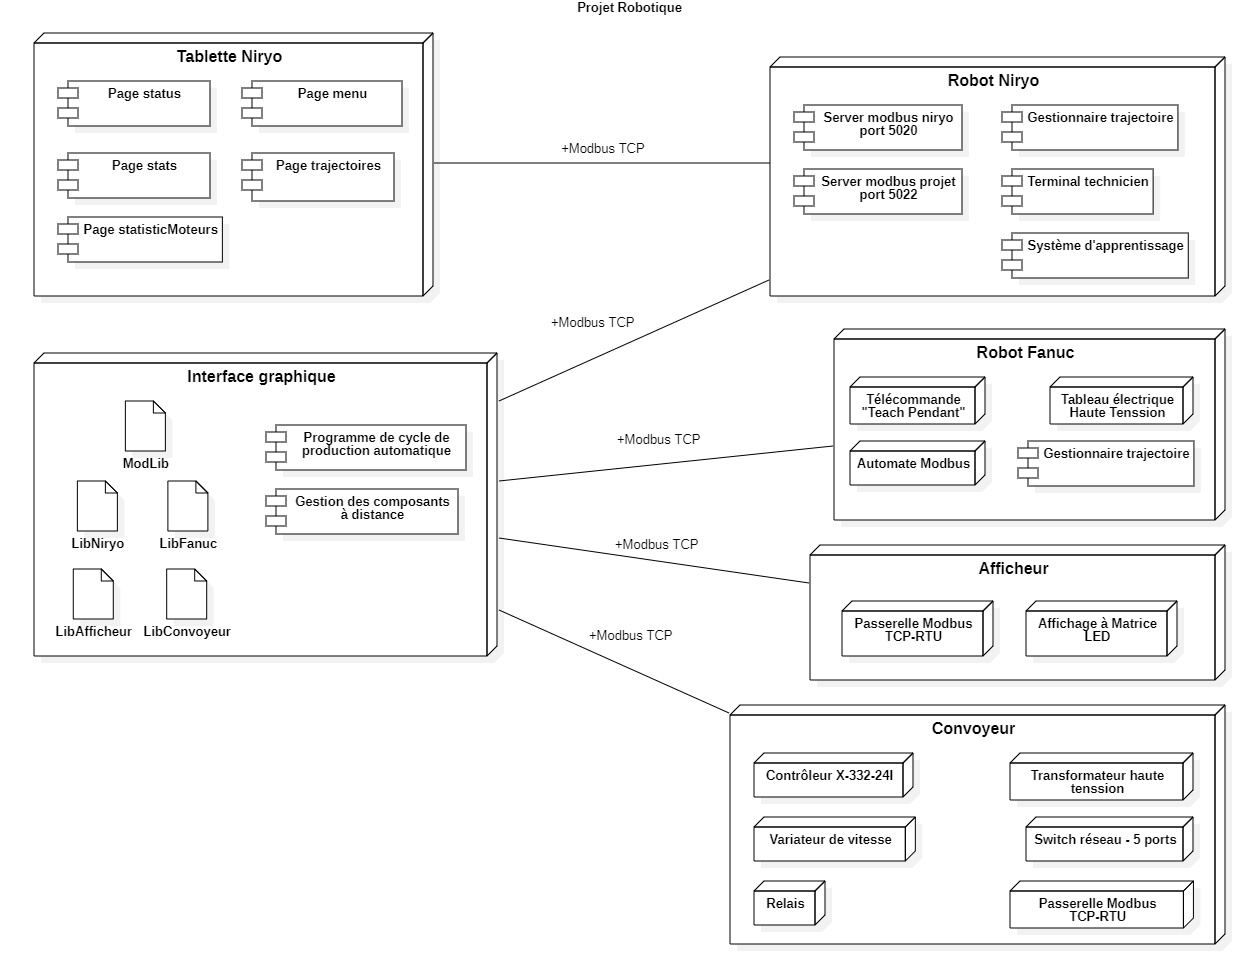 Projet Robotique
Tablette Niryo
Page status
Page menu
Page stats
Page trajectoires
Page statisticMoteurs
+Modbus TCP
Robot Niryo
Server modbus niryo
port 5020
Gestionnaire trajectoire
Server modbus projet
port 5022
Terminal technicien
Système d'apprentissage
+Modbus TCP
Interface graphique
ModLib
LibNiryo
LibFanuc
LibAfficheur
LibConvoyeur
Programme de cycle de
production automatique
Gestion des composants
à distance
+Modbus TCP
Robot Fanuc
Télécommande
"Teach Pendant"
Tableau électrique
Haute Tenssion
Automate Modbus
Gestionnaire trajectoire
+Modbus TCP
Afficheur
Passerelle Modbus
TCP-RTU
Affichage à Matrice
LED
+Modbus TCP
Convoyeur
Contrôleur X-332-24I
Transformateur haute
tenssion
Variateur de vitesse
Switch réseau - 5 ports
Relais
Passerelle Modbus
TCP-RTU